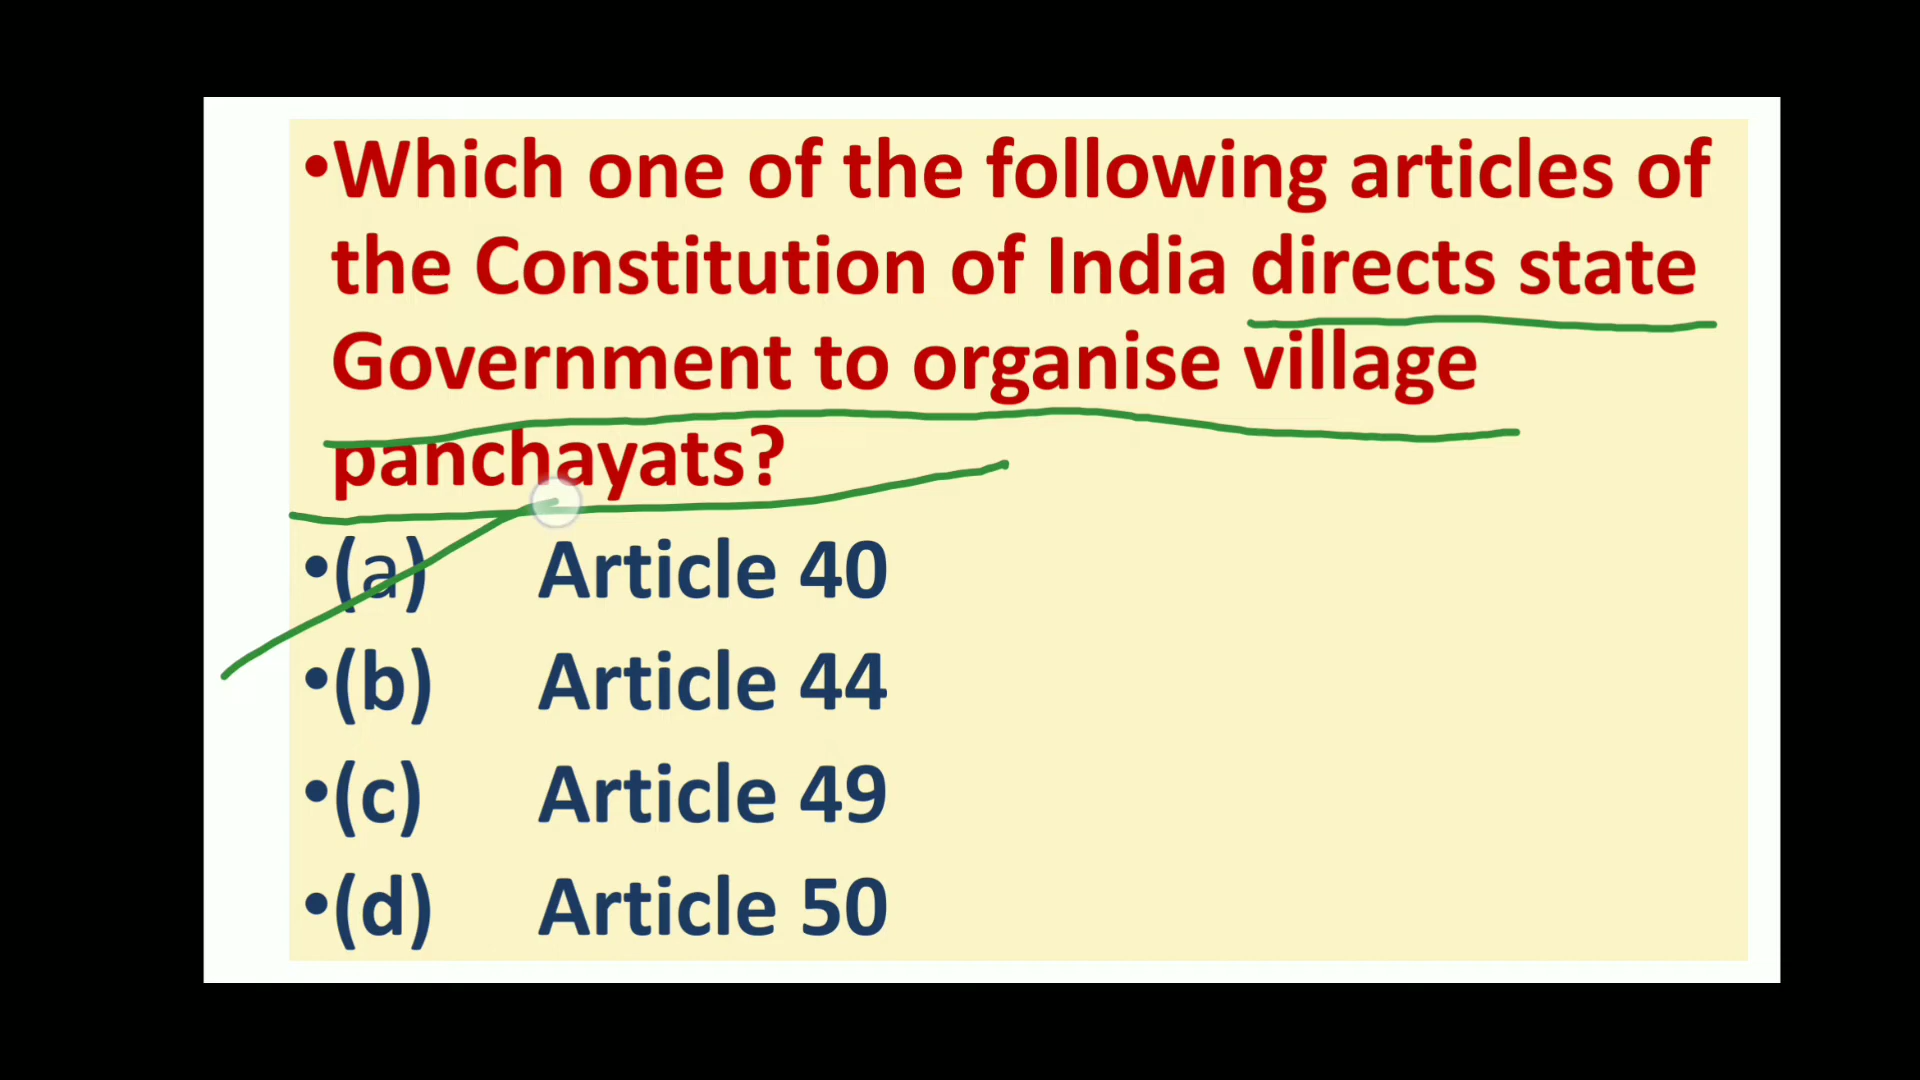 •Which one of the following articles of
the Constitution of India directs state
Government to organise village
panchayats?
•(a) Article 40
•(b) Article 44
•(c) Article 49
•(d) Article 50